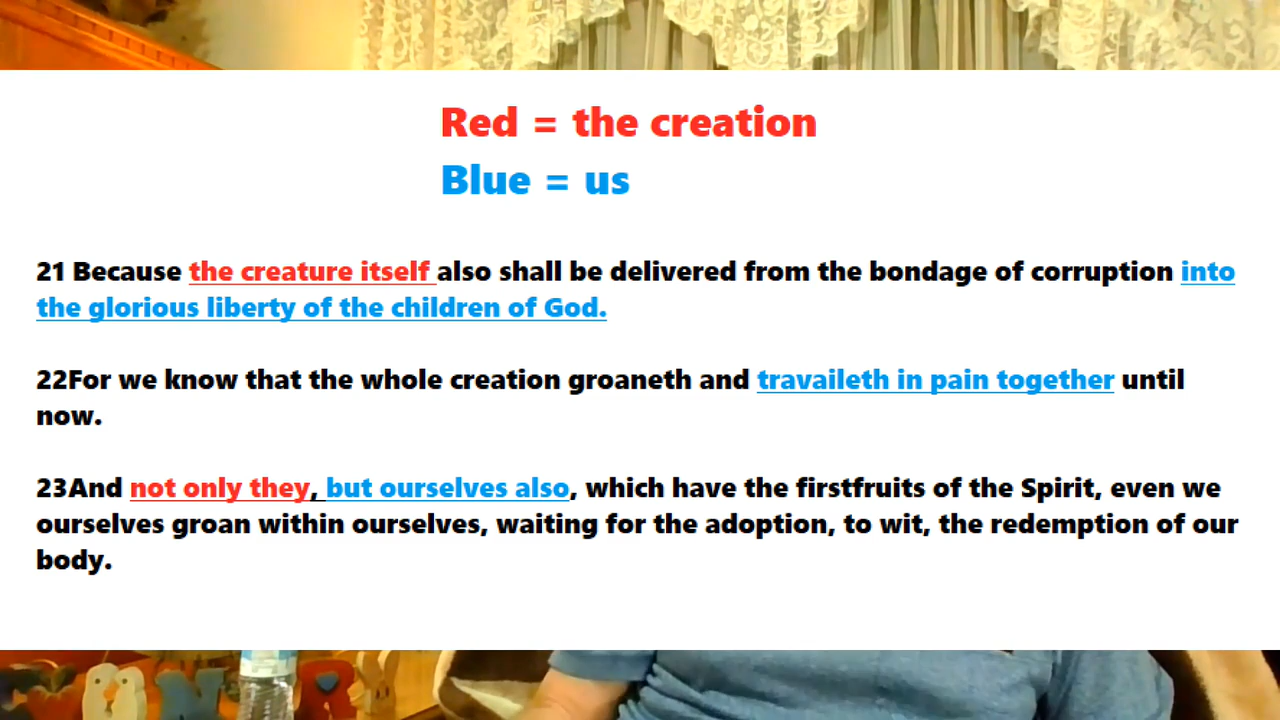 Red = the creation
Blue = us
21 Because the creature itself also shall be delivered from the bondage of corruption into
the glorious liberty of the children of God.
22For we know that the whole creation groaneth and travaileth in pain together until
now.
23And not only they, but ourselves also, which have the firstfruits of the Spirit, even we
ourselves groan within ourselves, waiting for the adoption, to wit, the redemption of our
body.